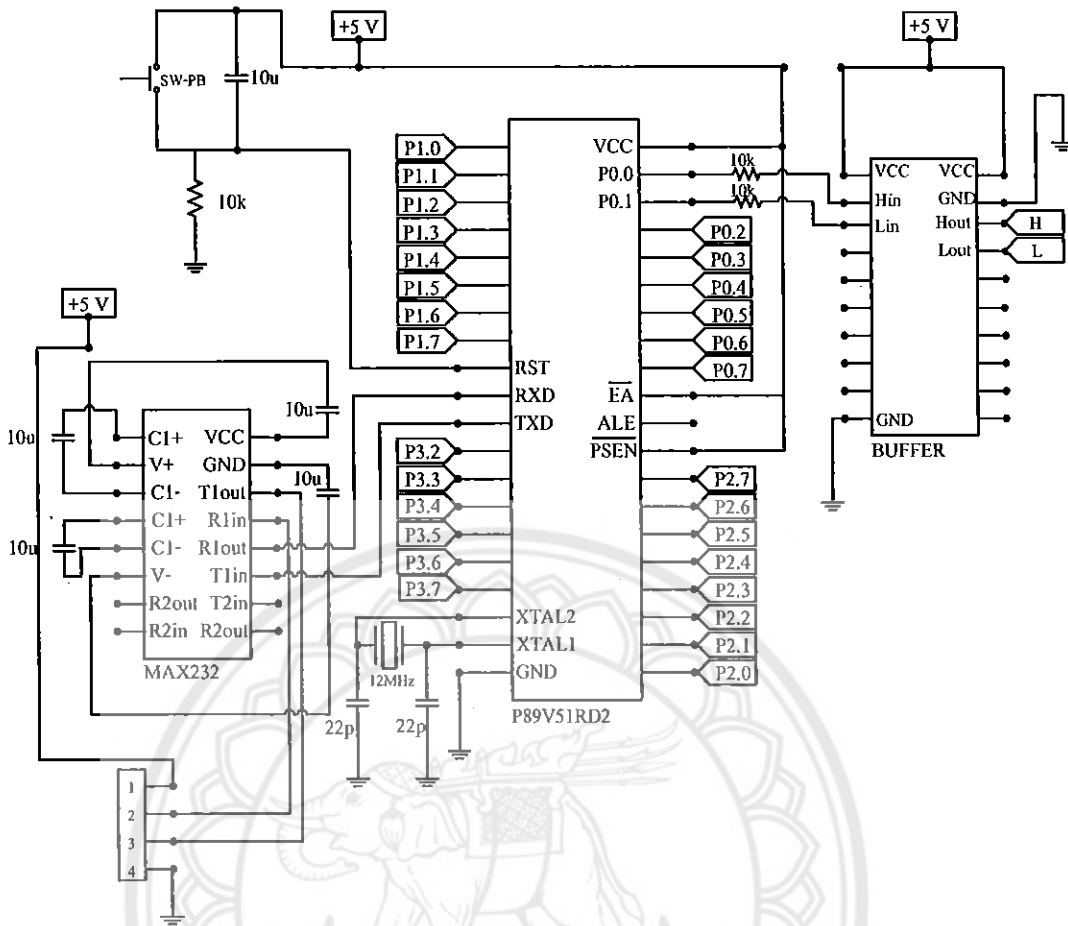 +5 V
+5 V
SW-PB
10u
10k
P1.0
P1.1
P1.2
P1.3
P1.4
P1.5
P1.6
P1.7
RST
RXD
TXD
P3.2
P3.3
P3.4
P3.5
P3.6
P3.7
XTAL2
XTAL1
GND
VCC
P0.0
P0.1
10k
10k
P0.2
P0.3
P0.4
P0.5
P0.6
P0.7
EA
ALE
PSEN
P2.7
P2.6
P2.5
P2.4
P2.3
P2.2
P2.1
P2.0
P89V51RD2
12MHz
22p
22p
VCC
VCC
Hin
GND
Lin
Hout
H
Lout
L
GND
BUFFER
+5 V
10u
10u
10u
10u
C1+
VCC
V+
GND
C1-
T1out
C1+
R1in
C1-
R1out
V-
T1in
R2out
T2in
R2in
R2out
MAX232
1
2
3
4